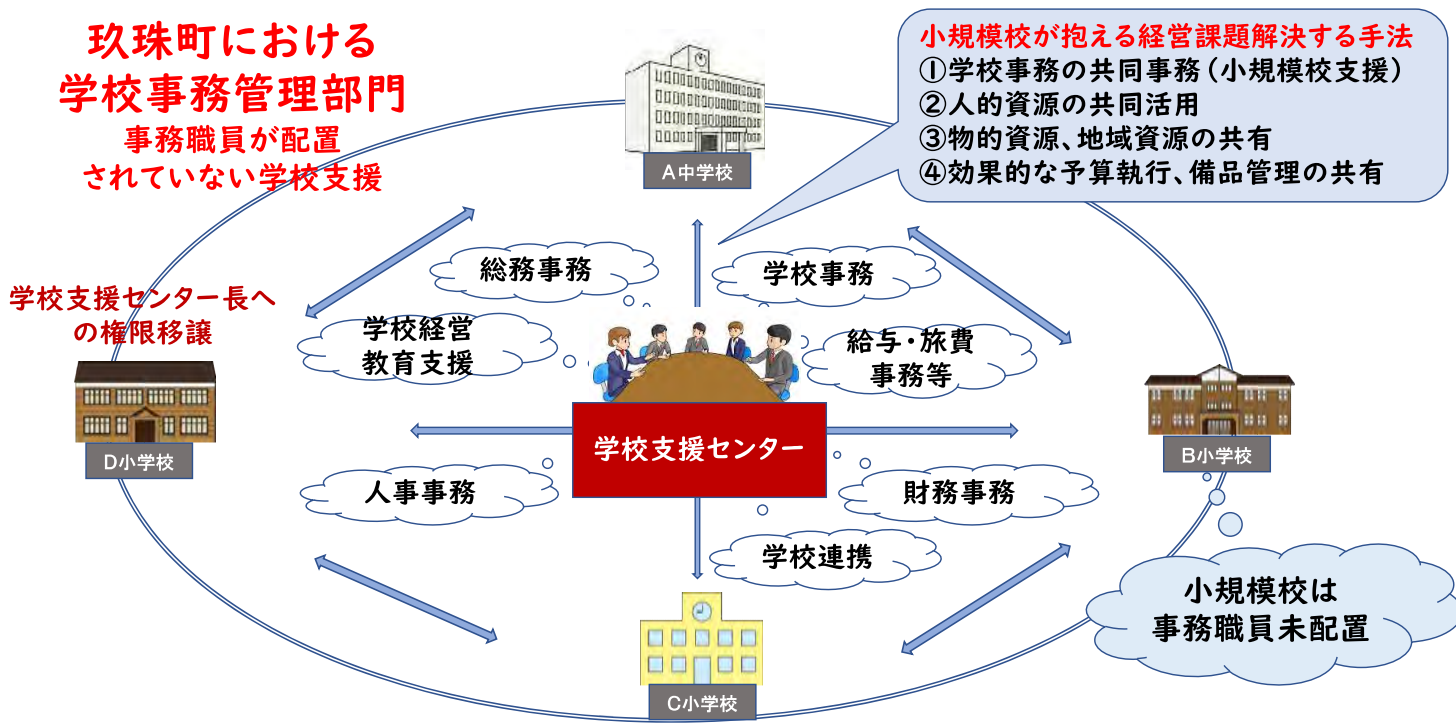 玖珠町における
学校事務管理部門
事務職員が配置
されていない学校支援
小規模校が抱える経営課題解決する手法
①学校事務の共同事務(小規模校支援)
②人的資源の共同活用
③物的資源、地域資源の共有
④効果的な予算執行、備品管理の共有
A中学校
総務事務
学校事務
学校支援センター長へ
の権限移譲
学校経営
教育支援
給与・旅費
事務等
学校支援センター
D小学校
B小学校
人事事務
財務事務
学校連携
小規模校は
事務職員未配置
C小学校